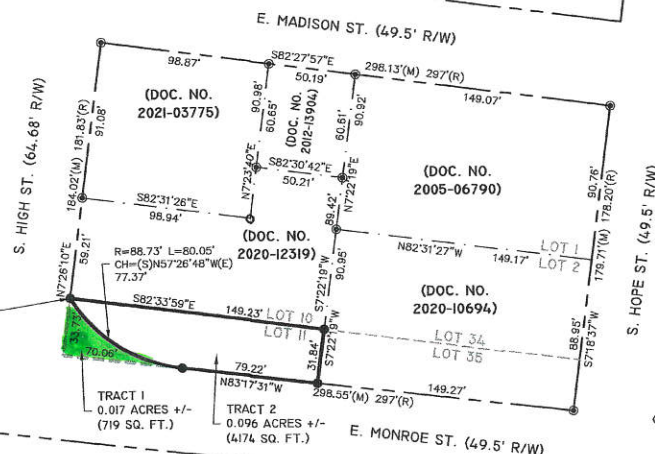 E. MADISON ST. (49.5' R/W)
98.87'
S82°27'57"E
50.19'
298.13'(M) 297'(R)
149.07'
S. HIGH ST. (64.68' R/W)
184.02'(M) 181.83'(R)
91.08'
(DOC. NO.
2021-03775)
90.98'
60.65'
(DOC. NO.
2012-13904)
60.61'
90.92'
(DOC. NO.
2005-06790)
90.76'
178.20'(R)
179.71'(M)
N7°23'40"E
S82°30'42"E
50.21'
N7°22'19"E
S82°31'26"E
98.94'
89.42'
90.95'
N82°31'27"W
149.17'
LOT 1
LOT 2
S. HOPE ST. (49.5' R/W)
59.21'
N7°26'10"E
(DOC. NO.
2020-12319)
R=88.73' L=80.05'
CH=(S)N57°26'48"W(E)
77.37'
S7°22'19"W
(DOC. NO.
2020-10694)
S82°33'59"E
149.23'
LOT 10
LOT 11
33.73'
70.06'
31.84'
S7°22'19"W
LOT 34
LOT 35
88.95'
S7°18'37"W
79.22'
N83°17'31"W
298.55'(M) 297'(R)
149.27'
TRACT 1
0.017 ACRES +/-
(719 SQ. FT.)
TRACT 2
0.096 ACRES +/-
(4174 SQ. FT.)
E. MONROE ST. (49.5' R/W)